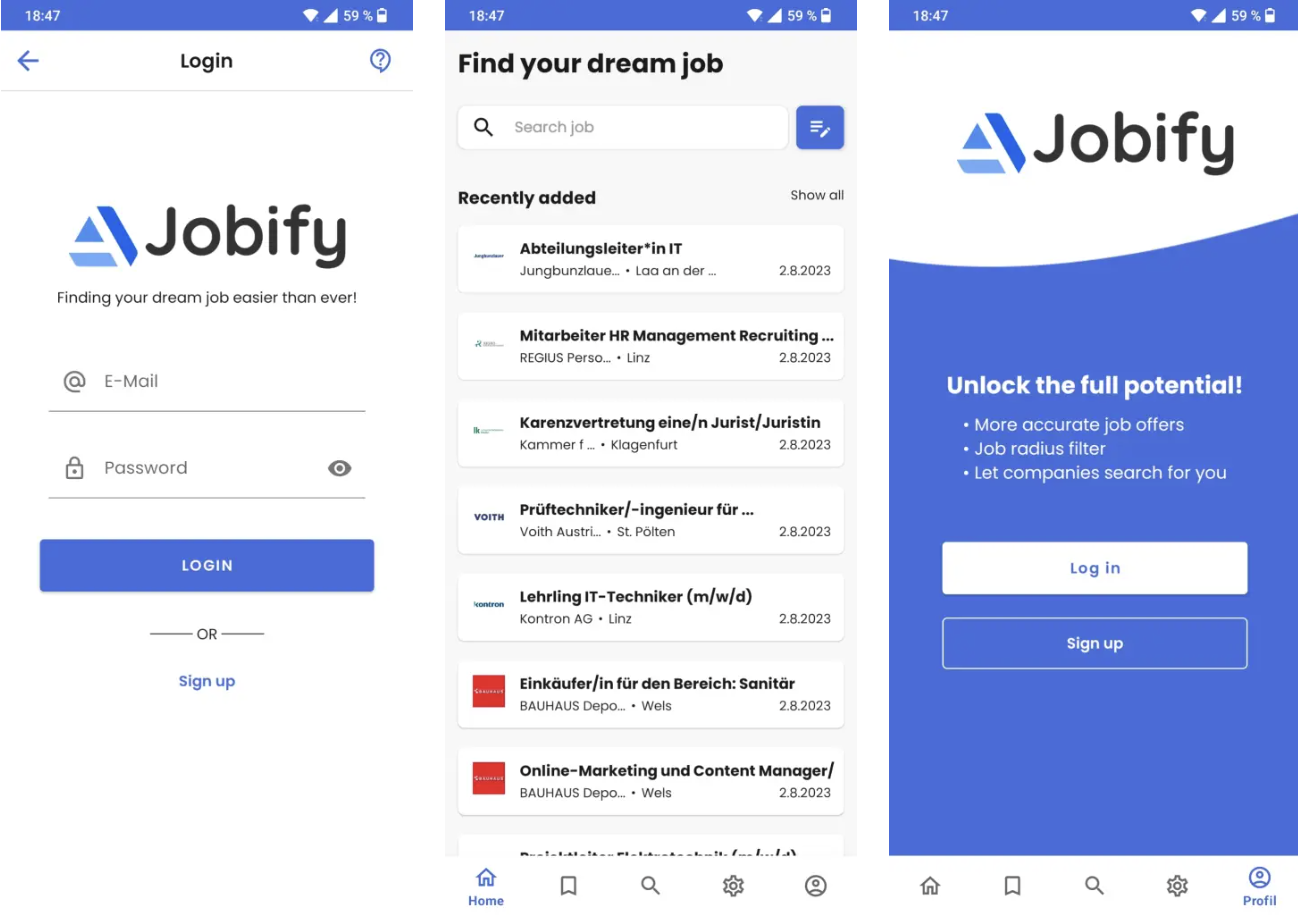 18:47
59 %
Login
Jobify
Finding your dream job easier than ever!
E-Mail
Password
LOGIN
OR
Sign up
18:47
59 %
Find your dream job
Search job
Recently added
Show all
Jungbunzlauer
Abteilungsleiter*in IT
Jungbunzlaue... • Laa an der ...
2.8.2023
Mitarbeiter HR Management Recruiting ...
REGIUS Perso... • Linz
2.8.2023
lk
Karenzvertretung eine/n Jurist/Juristin
Kammer f ... • Klagenfurt
2.8.2023
VOITH
Prüftechniker/-ingenieur für ...
Voith Austri... • St. Pölten
2.8.2023
kontron
Lehrling IT-Techniker (m/w/d)
Kontron AG • Linz
2.8.2023
BAUHAUS
Einkäufer/in für den Bereich: Sanitär
BAUHAUS Depo... • Wels
2.8.2023
BAUHAUS
Online-Marketing und Content Manager/
BAUHAUS Depo... • Wels
2.8.2023
Projektleiter Elektrotechnik (m/w/d)
Home
18:47
59 %
Jobify
Unlock the full potential!
• More accurate job offers
• Job radius filter
• Let companies search for you
Log in
Sign up
Profil